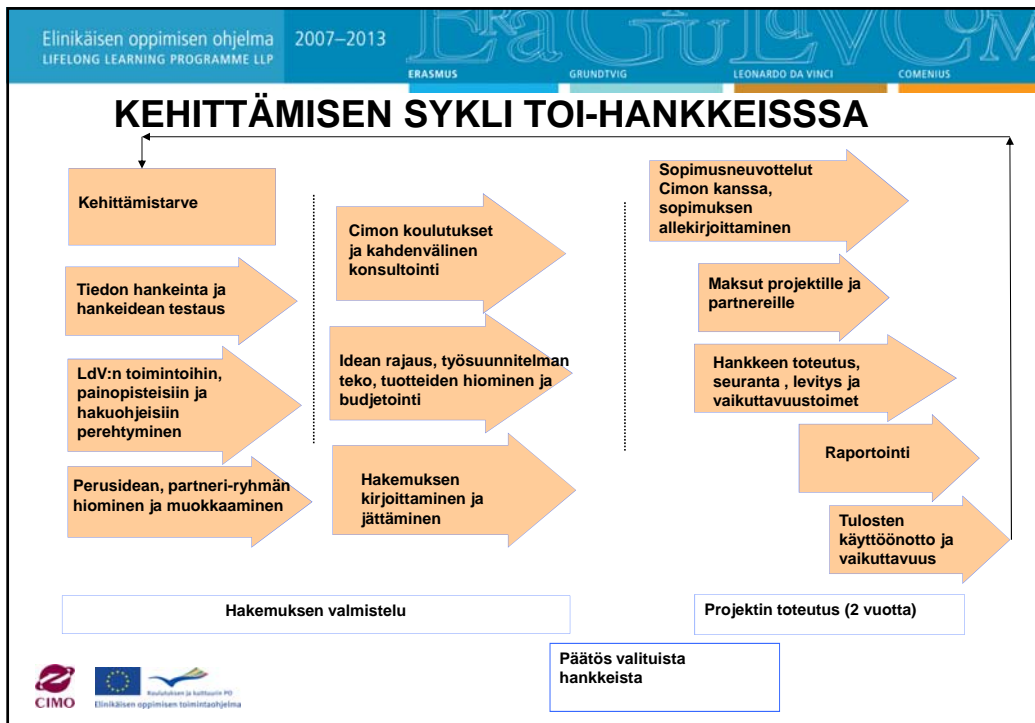 Elinikäisen oppimisen ohjelma
LIFELONG LEARNING PROGRAMME LLP
2007–2013
ERASMUS
GRUNDTVIG
LEONARDO DA VINCI
COMENIUS
KEHITTÄMISEN SYKLI TOI-HANKKEISSSA
Kehittämistarve
Tiedon hankeinta ja
hankeidean testaus
LdV:n toimintoihin,
painopisteisiin ja
hakuohjeisiin
perehtyminen
Perusidean, partneri-ryhmän
hiominen ja muokkaaminen
Cimon koulutukset
ja kahdenvälinen
konsultointi
Idean rajaus, työsuunnitelman
teko, tuotteiden hiominen ja
budjetointi
Hakemuksen
kirjoittaminen ja
jättäminen
Sopimusneuvottelut
Cimon kanssa,
sopimuksen
allekirjoittaminen
Maksut projektille ja
partnereille
Hankkeen toteutus,
seuranta , levitys ja
vaikuttavuustoimet
Raportointi
Tulosten
käyttöönotto ja
vaikuttavuus
Hakemuksen valmistelu
Projektin toteutus (2 vuotta)
Päätös valituista
hankkeista
CIMO
Koulutuksen ja kulttuurin PO
Elinikäisen oppimisen toimintaohjelma